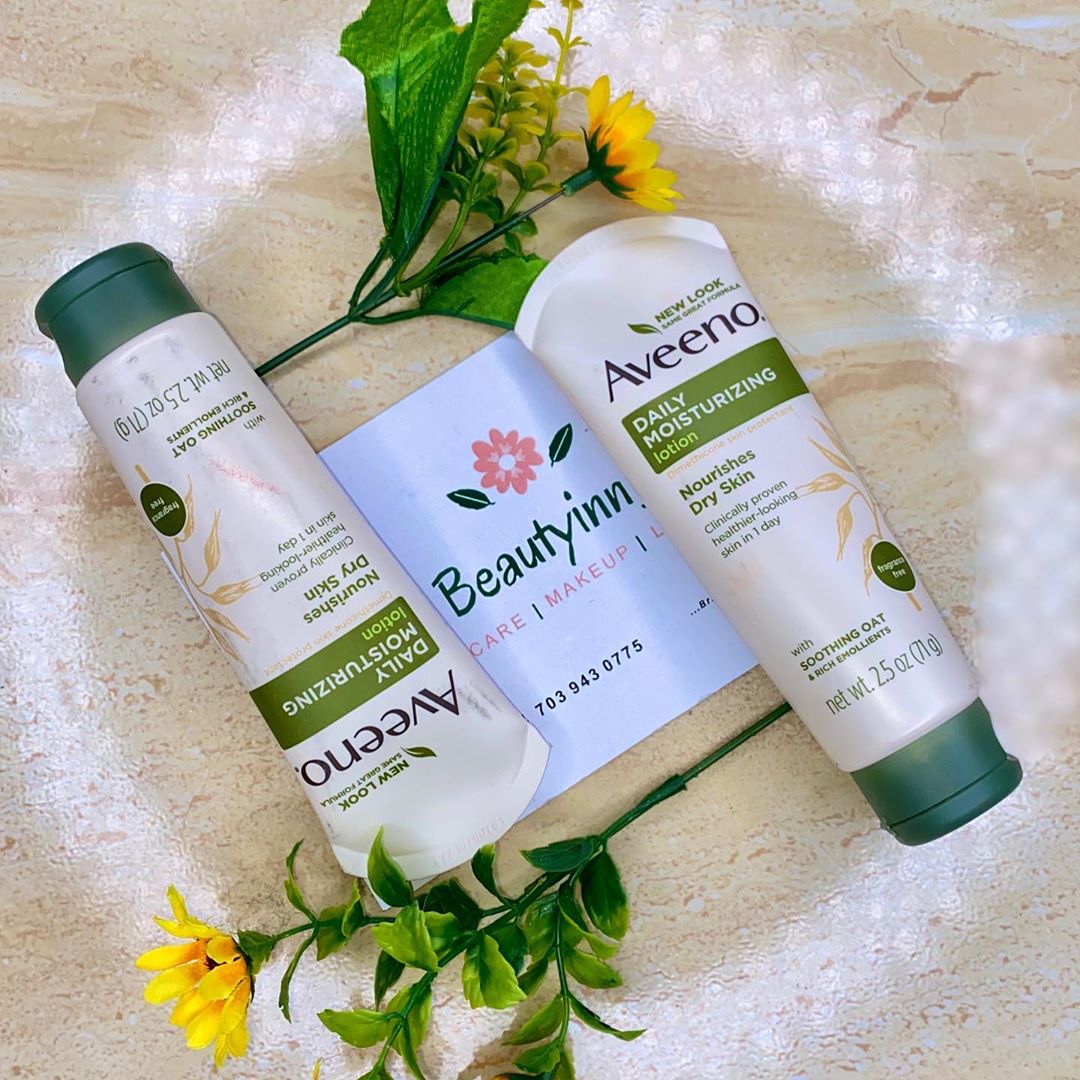 NEW LOOK
SAME GREAT FORMULA
Aveeno.
DAILY
MOISTURIZING
lotion
Dimethicone skin protectant
Nourishes
Dry Skin
Clinically proven
healthier-looking
skin in 1 day
fragrance
free
with
SOOTHING OAT
& RICH EMOLLIENTS
net wt. 2.5 oz (71 g)
Beautyinn
CARE | MAKEUP |
703 943 0775
NEW LOOK
SAME GREAT FORMULA
Aveeno.
DAILY
MOISTURIZING
lotion
Dimethicone skin protectant
Nourishes
Dry Skin
Clinically proven
healthier-looking
skin in 1 day
fragrance
free
with
SOOTHING OAT
& RICH EMOLLIENTS
net wt. 2.5 oz (71 g)